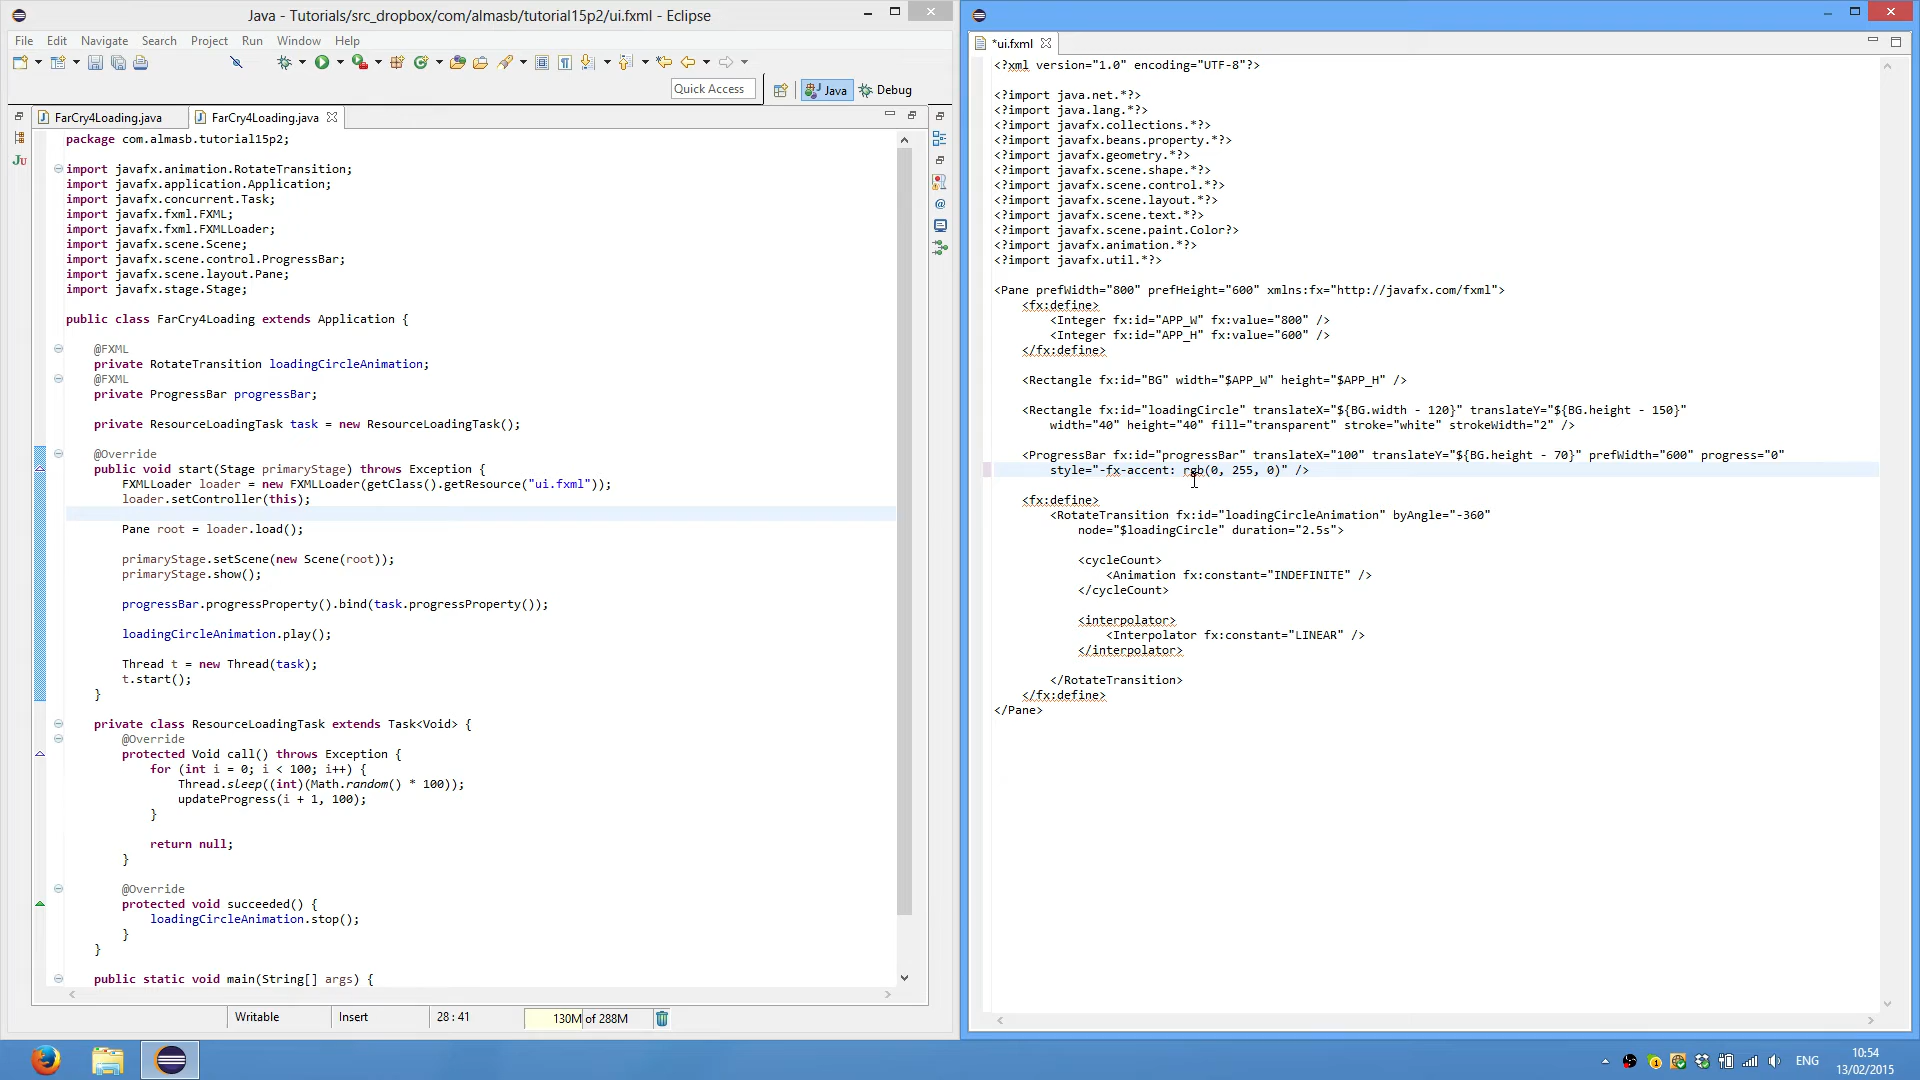 Java - Tutorials/src_dropbox/com/almasb/tutorial15p2/ui.fxml - Eclipse
File Edit Navigate Search Project Run Window Help
Quick Access
Java
Debug
FarCry4Loading.java
FarCry4Loading.java
package com.almasb.tutorial15p2;
import javafx.animation.RotateTransition;
import javafx.application.Application;
import javafx.concurrent.Task;
import javafx.fxml.FXML;
import javafx.fxml.FXMLLoader;
import javafx.scene.Scene;
import javafx.scene.control.ProgressBar;
import javafx.scene.layout.Pane;
import javafx.stage.Stage;
public class FarCry4Loading extends Application {
@FXML
private RotateTransition loadingCircleAnimation;
@FXML
private ProgressBar progressBar;
private ResourceLoadingTask task = new ResourceLoadingTask();
@Override
public void start(Stage primaryStage) throws Exception {
FXMLLoader loader = new FXMLLoader(getClass().getResource("ui.fxml"));
loader.setController(this);
Pane root = loader.load();
primaryStage.setScene(new Scene(root));
primaryStage.show();
progressBar.progressProperty().bind(task.progressProperty());
loadingCircleAnimation.play();
Thread t = new Thread(task);
t.start();
}
private class ResourceLoadingTask extends Task<Void> {
@Override
protected Void call() throws Exception {
for (int i = 0; i < 100; i++) {
Thread.sleep((int)(Math.random() * 100));
updateProgress(i + 1, 100);
}
return null;
}
@Override
protected void succeeded() {
loadingCircleAnimation.stop();
}
}
public static void main(String[] args) {
Writable
Insert
28 : 41
130M of 288M
*ui.fxml
<?xml version="1.0" encoding="UTF-8"?>
<?import java.net.*?>
<?import java.lang.*?>
<?import javafx.collections.*?>
<?import javafx.beans.property.*?>
<?import javafx.geometry.*?>
<?import javafx.scene.shape.*?>
<?import javafx.scene.control.*?>
<?import javafx.scene.layout.*?>
<?import javafx.scene.text.*?>
<?import javafx.scene.paint.Color?>
<?import javafx.animation.*?>
<?import javafx.util.*?>
<Pane prefWidth="800" prefHeight="600" xmlns:fx="http://javafx.com/fxml">
<fx:define>
<Integer fx:id="APP_W" fx:value="800" />
<Integer fx:id="APP_H" fx:value="600" />
</fx:define>
<Rectangle fx:id="BG" width="$APP_W" height="$APP_H" />
<Rectangle fx:id="loadingCircle" translateX="${BG.width - 120}" translateY="${BG.height - 150}"
width="40" height="40" fill="transparent" stroke="white" strokeWidth="2" />
<ProgressBar fx:id="progressBar" translateX="100" translateY="${BG.height - 70}" prefWidth="600" progress="0"
style="-fx-accent: rgb(0, 255, 0)" />
<fx:define>
<RotateTransition fx:id="loadingCircleAnimation" byAngle="-360"
node="$loadingCircle" duration="2.5s">
<cycleCount>
<Animation fx:constant="INDEFINITE" />
</cycleCount>
<interpolator>
<Interpolator fx:constant="LINEAR" />
</interpolator>
</RotateTransition>
</fx:define>
</Pane>
ENG
10:54
13/02/2015